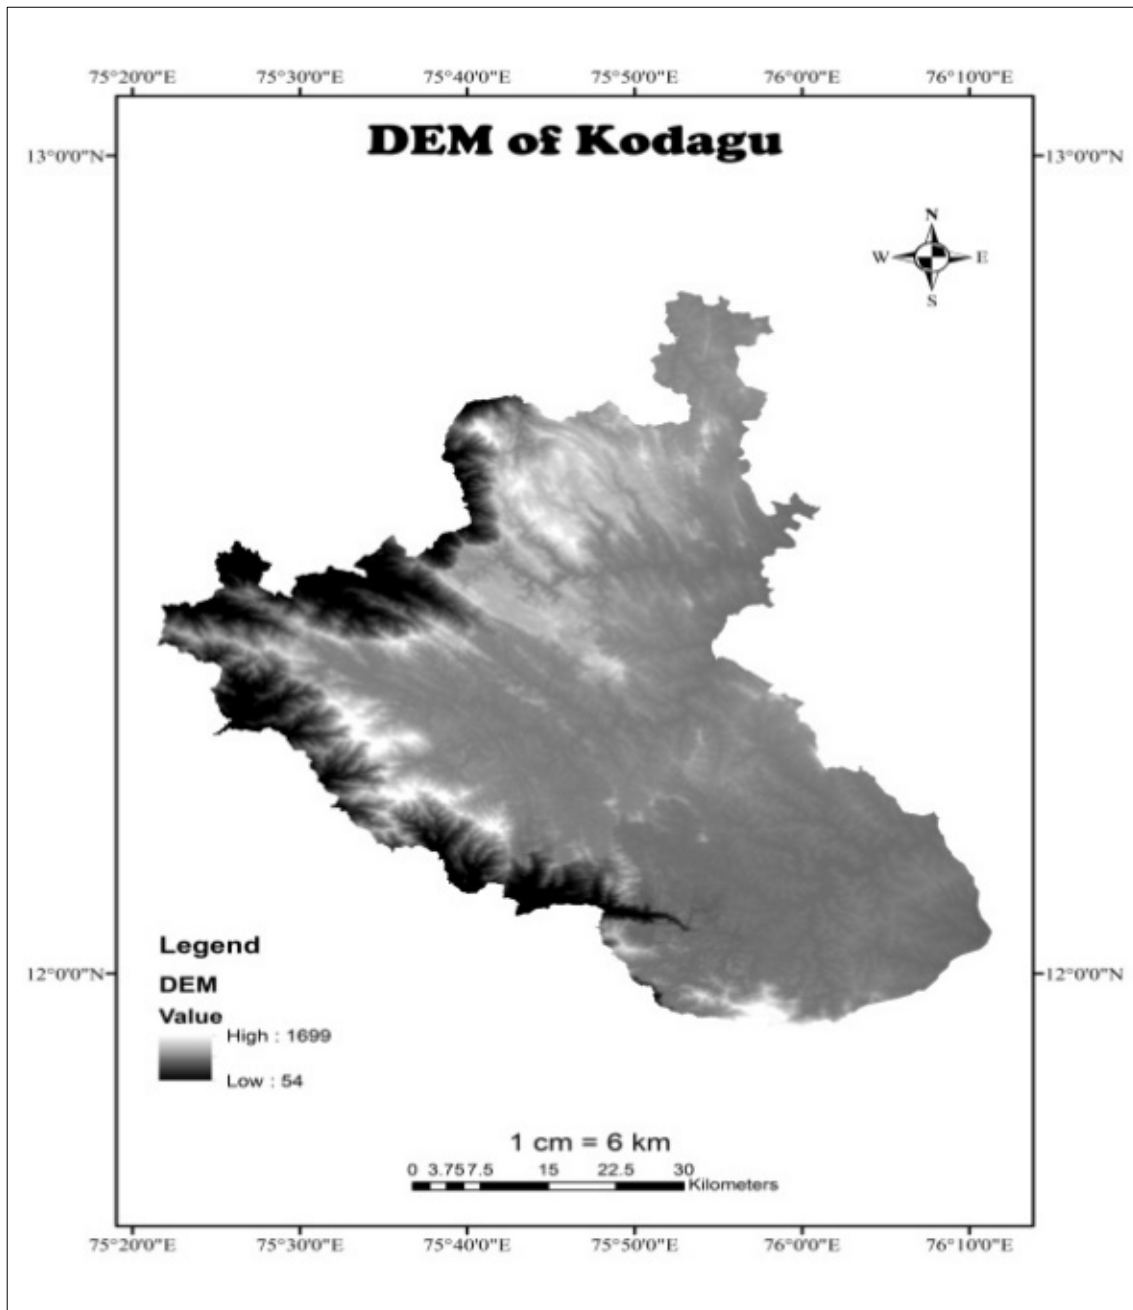 75°20'0"E 75°30'0"E 75°40'0"E 75°50'0"E 76°0'0"E 76°10'0"E
DEM of Kodagu
13°0'0"N 13°0'0"N
N
W E
S
Legend
DEM
12°0'0"N 12°0'0"N
Value
High : 1699
Low : 54
1 cm = 6 km
0 3.75 7.5 15 22.5 30
Kilometers
75°20'0"E 75°30'0"E 75°40'0"E 75°50'0"E 76°0'0"E 76°10'0"E